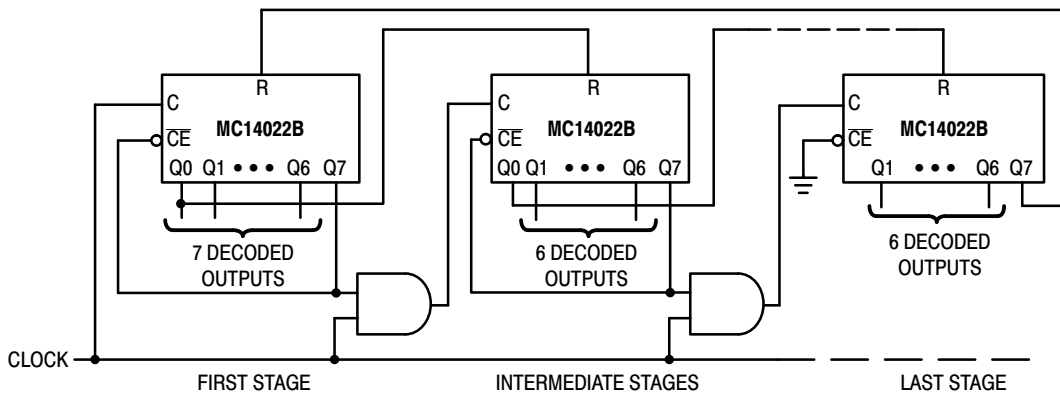 R
R
R
C
MC14022B
CE
Q0 Q1 • • • Q6 Q7
C
MC14022B
CE
Q0 Q1 • • • Q6 Q7
C
MC14022B
CE
Q1 • • • Q6 Q7
7 DECODED
OUTPUTS
6 DECODED
OUTPUTS
6 DECODED
OUTPUTS
CLOCK
FIRST STAGE
INTERMEDIATE STAGES
LAST STAGE